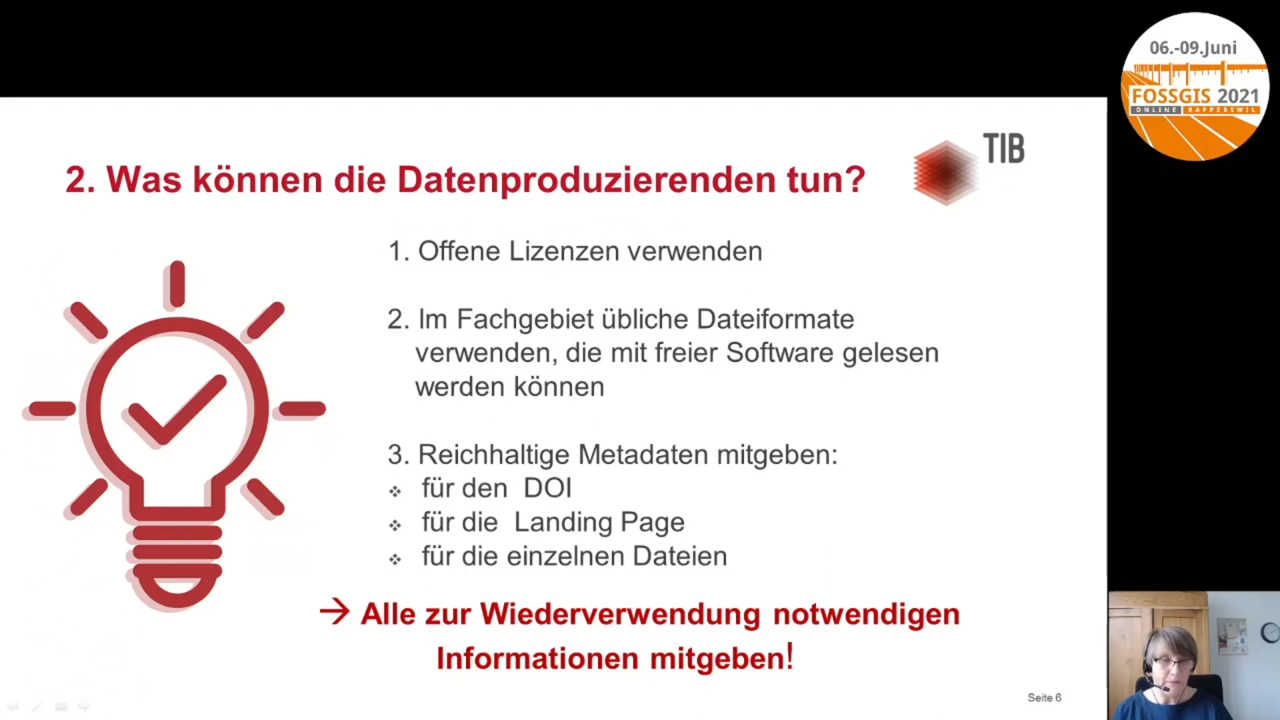 06.-09.Juni
FOSSGIS 2021
ONLINE RAPPERSWIL
TIB
2. Was können die Datenproduzierenden tun?
1. Offene Lizenzen verwenden
2. Im Fachgebiet übliche Dateiformate
verwenden, die mit freier Software gelesen
werden können
3. Reichhaltige Metadaten mitgeben:
❖ für den DOI
❖ für die Landing Page
❖ für die einzelnen Dateien
→ Alle zur Wiederverwendung notwendigen
Informationen mitgeben!
Seite 6